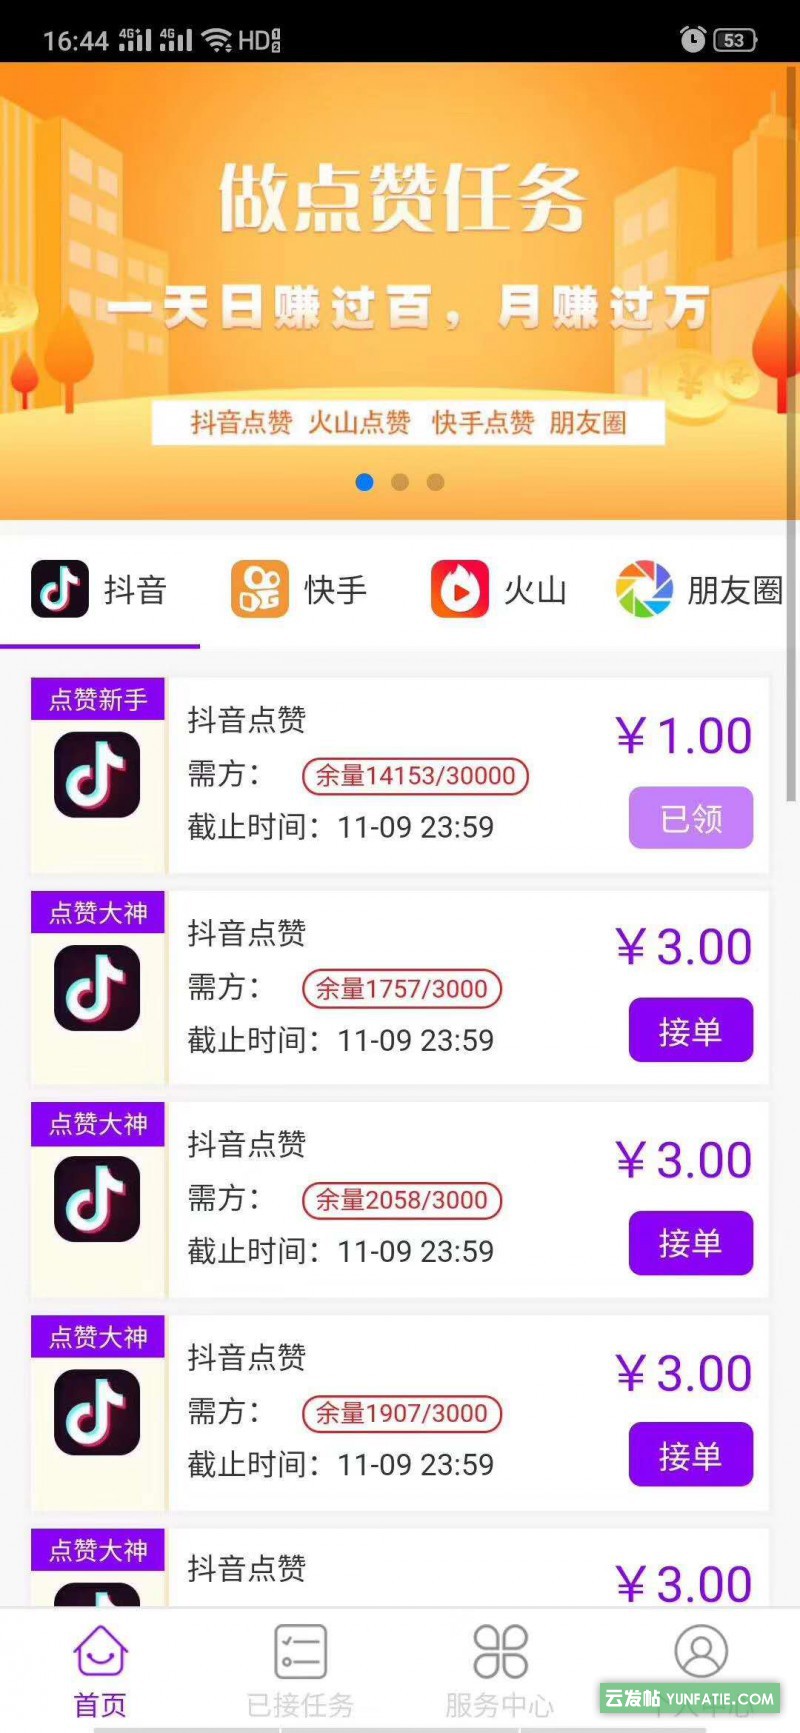 16:44 4G+ 4G HD 1 2 53
做点赞任务
一天日赚过百，月赚过万
抖音点赞 火山点赞 快手点赞 朋友圈
抖音 快手 火山 朋友圈
点赞新手
抖音点赞
¥1.00
需方： 余量14153/30000
已领
截止时间：11-09 23:59
点赞大神
抖音点赞
¥3.00
需方： 余量1757/3000
接单
截止时间：11-09 23:59
点赞大神
抖音点赞
¥3.00
需方： 余量2058/3000
接单
截止时间：11-09 23:59
点赞大神
抖音点赞
¥3.00
需方： 余量1907/3000
接单
截止时间：11-09 23:59
点赞大神
抖音点赞
¥3.00
首页 已接任务 服务中心
云发帖 YUNFATIE.COM